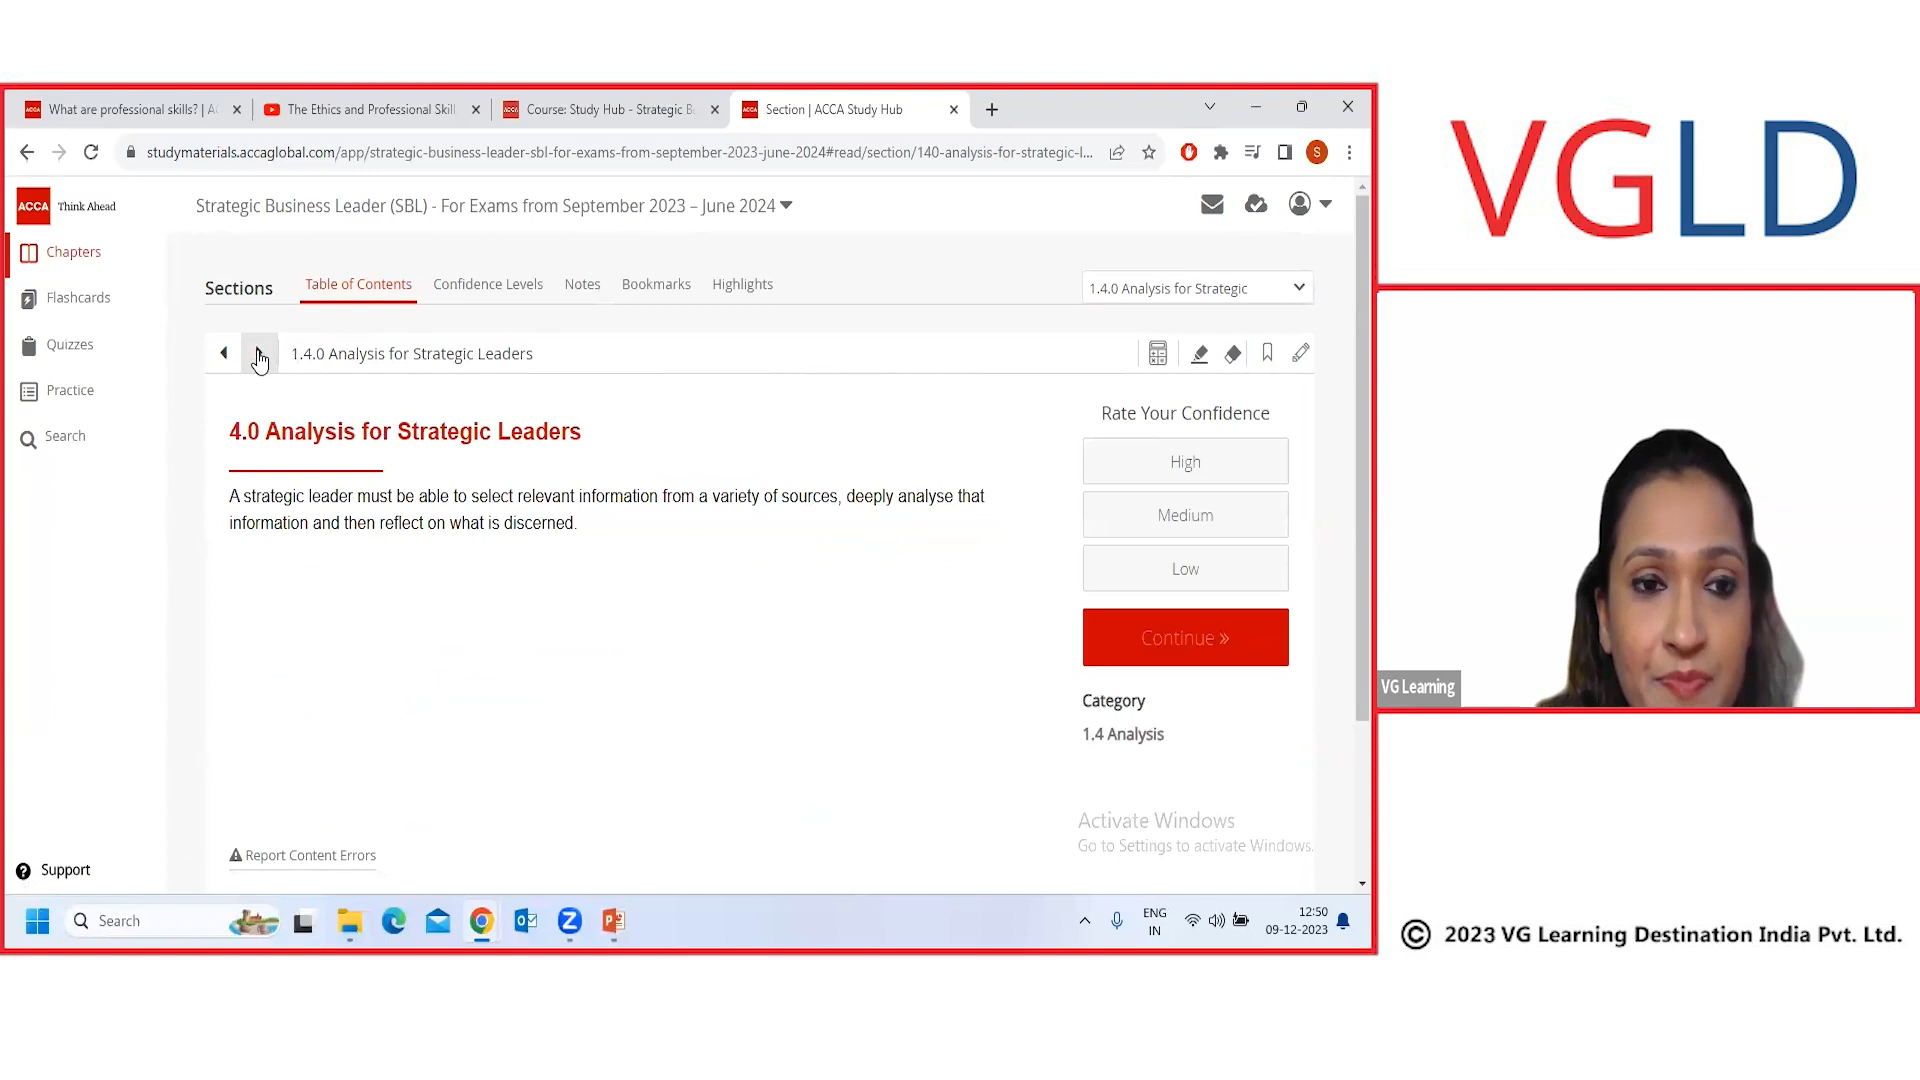 What are professional skills? | AC
The Ethics and Professional Skill
Course: Study Hub - Strategic B
Section | ACCA Study Hub
studymaterials.accaglobal.com/app/strategic-business-leader-sbl-for-exams-from-september-2023-june-2024#read/section/140-analysis-for-strategic-l...
S
ACCA Think Ahead
Strategic Business Leader (SBL) - For Exams from September 2023 – June 2024
Chapters
Flashcards
Quizzes
Practice
Search
Support
Sections
Table of Contents
Confidence Levels
Notes
Bookmarks
Highlights
1.4.0 Analysis for Strategic
1.4.0 Analysis for Strategic Leaders
4.0 Analysis for Strategic Leaders
A strategic leader must be able to select relevant information from a variety of sources, deeply analyse that
information and then reflect on what is discerned.
Rate Your Confidence
High
Medium
Low
Continue »
Category
1.4 Analysis
Activate Windows
Go to Settings to activate Windows.
Report Content Errors
Search
ENG
IN
12:50
09-12-2023
VGLD
VG Learning
© 2023 VG Learning Destination India Pvt. Ltd.